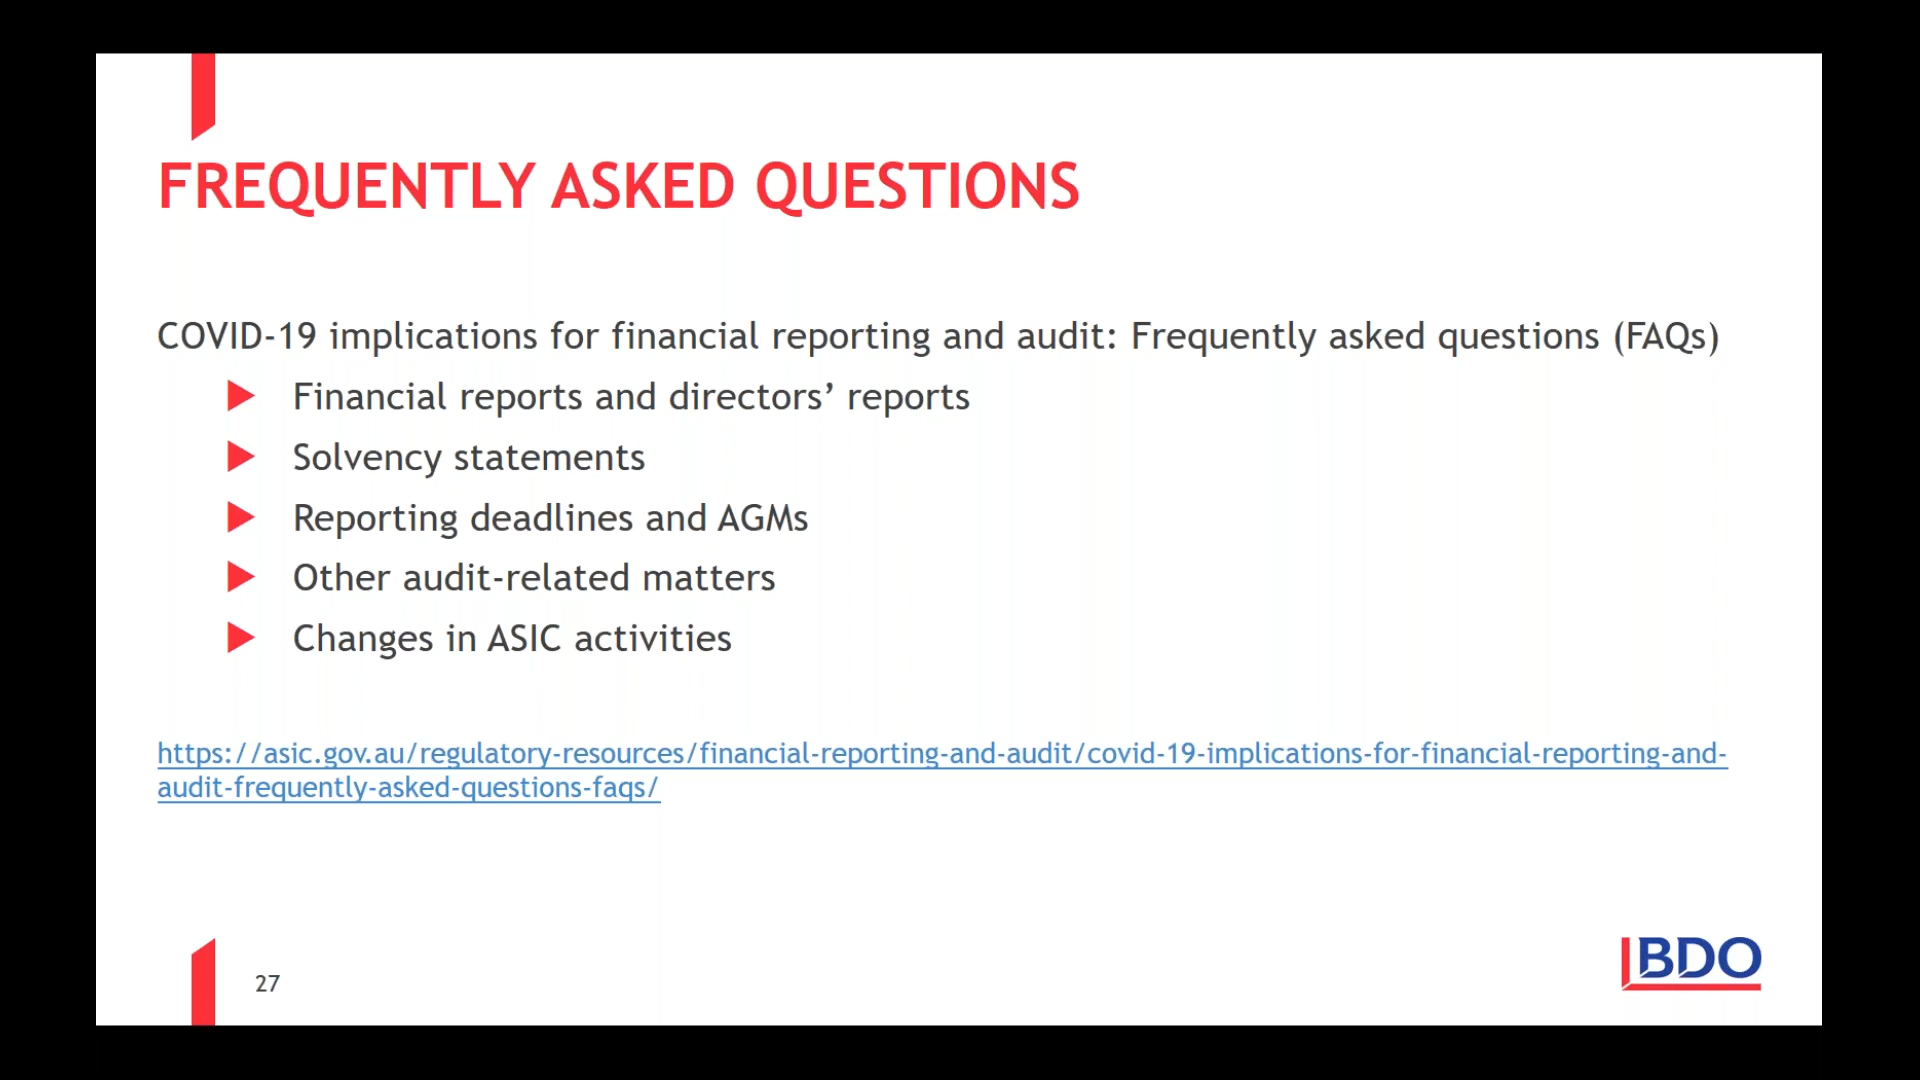 FREQUENTLY ASKED QUESTIONS
COVID-19 implications for financial reporting and audit: Frequently asked questions (FAQs)
Financial reports and directors’ reports
Solvency statements
Reporting deadlines and AGMs
Other audit-related matters
Changes in ASIC activities
https://asic.gov.au/regulatory-resources/financial-reporting-and-audit/covid-19-implications-for-financial-reporting-and-
audit-frequently-asked-questions-faqs/
27
BDO